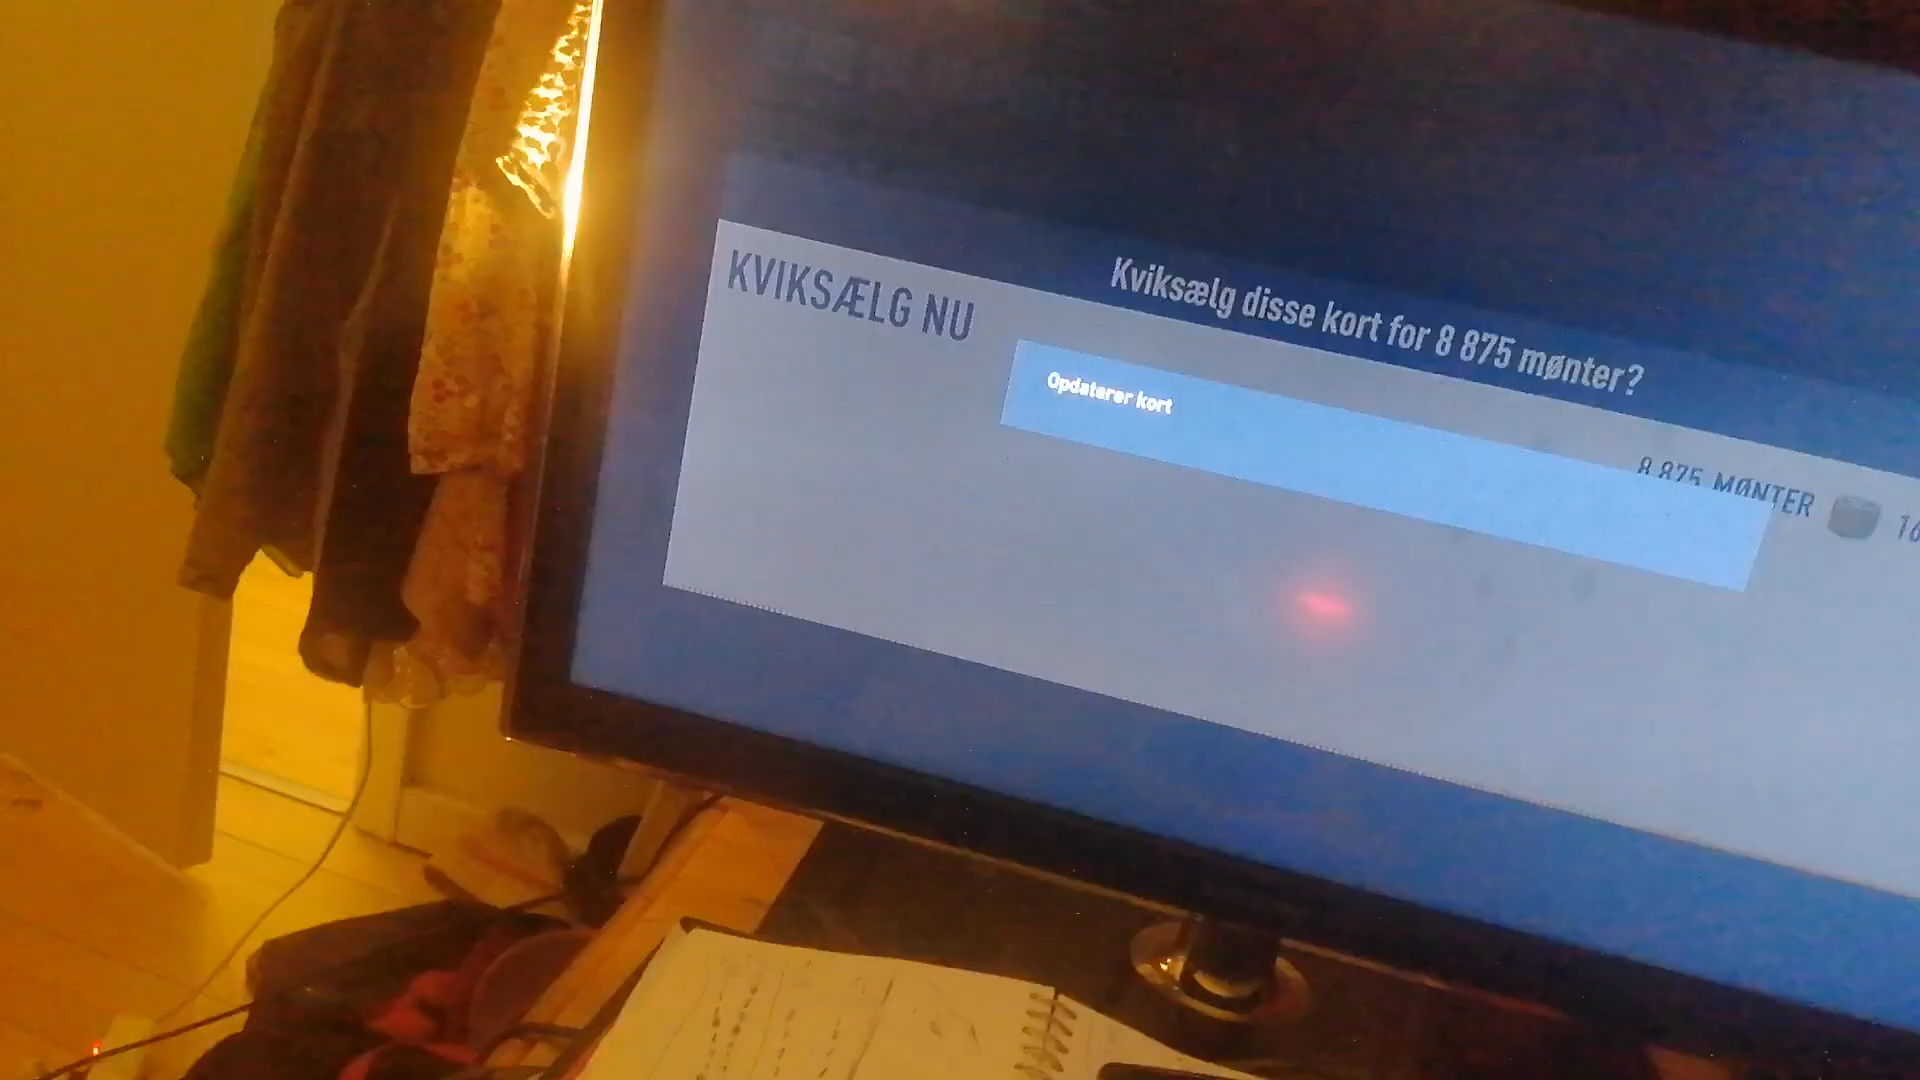 Kviksælg disse kort for 8 875 mønter?
KVIKSÆLG NU
Opdaterer kort
8 875 MØNTER